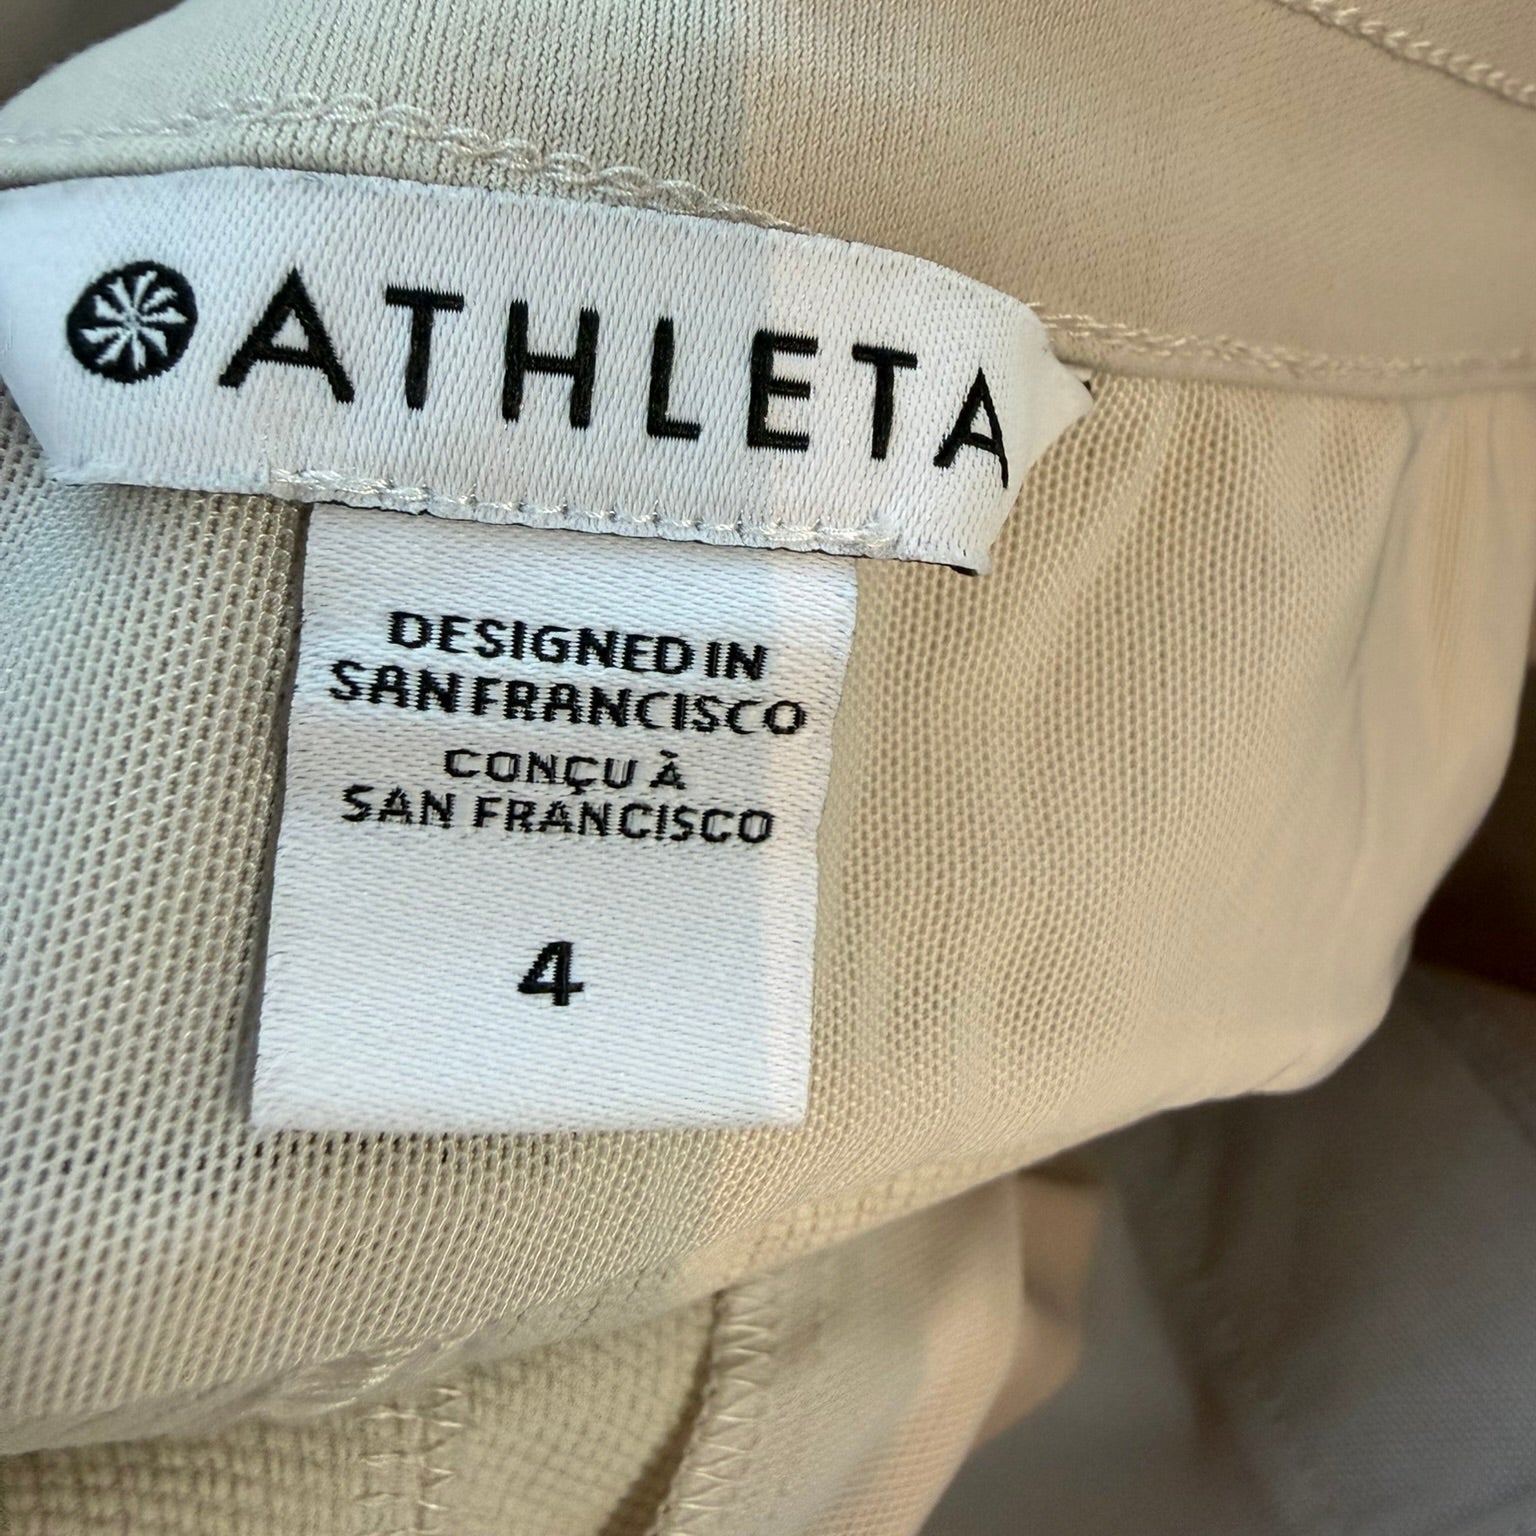 ATHLETA
DESIGNED IN
SAN FRANCISCO
CONÇU À
SAN FRANCISCO
4